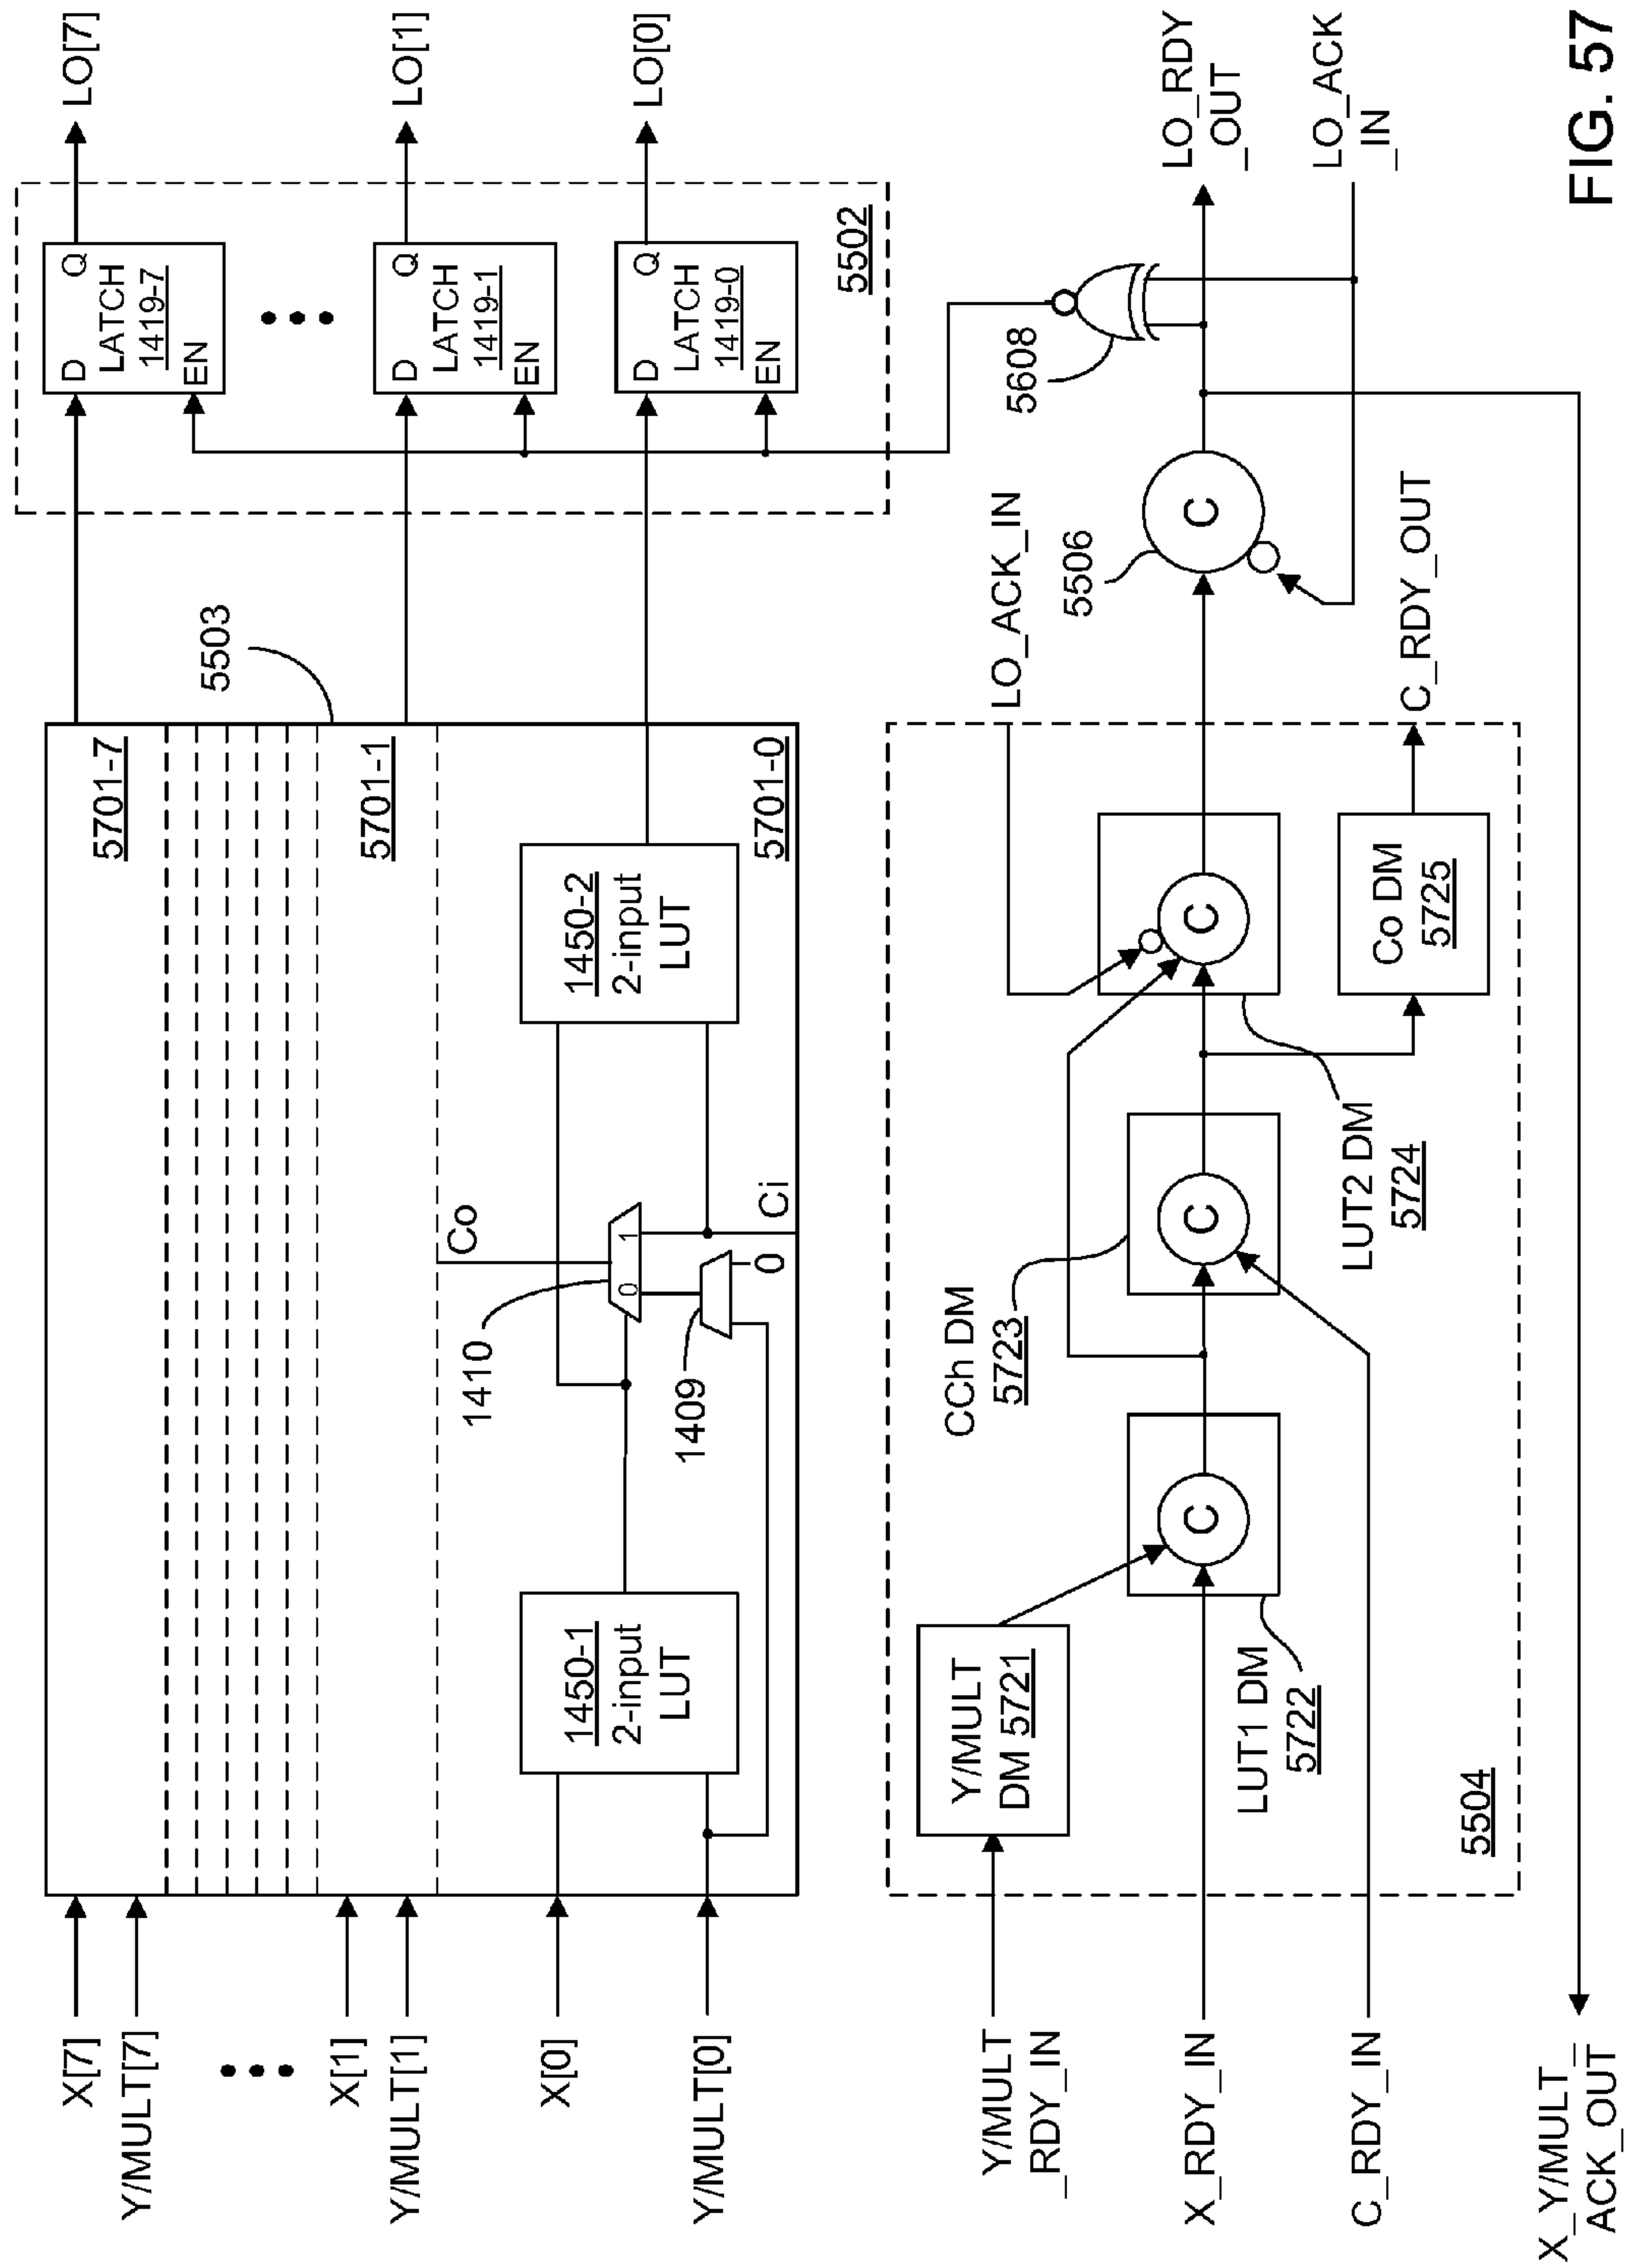 X[7]
Y/MULT[7]
X[1]
Y/MULT[1]
X[0]
Y/MULT[0]
5701-7
5701-1
5701-0
1450-1
2-input
LUT
1410
1409
0
1
0
Co
Ci
1450-2
2-input
LUT
5503
D
Q
LATCH
1419-7
EN
D
Q
LATCH
1419-1
EN
D
Q
LATCH
1419-0
EN
5502
LO[7]
LO[1]
LO[0]
Y/MULT
_RDY_IN
X_RDY_IN
C_RDY_IN
X_Y/MULT_
ACK_OUT
Y/MULT
DM 5721
LUT1 DM
5722
C
CCh DM
5723
C
LUT2 DM
5724
C
Co DM
5725
5504
LO_ACK_IN
C_RDY_OUT
5506
C
5608
LO_RDY
_OUT
LO_ACK
_IN
FIG. 57